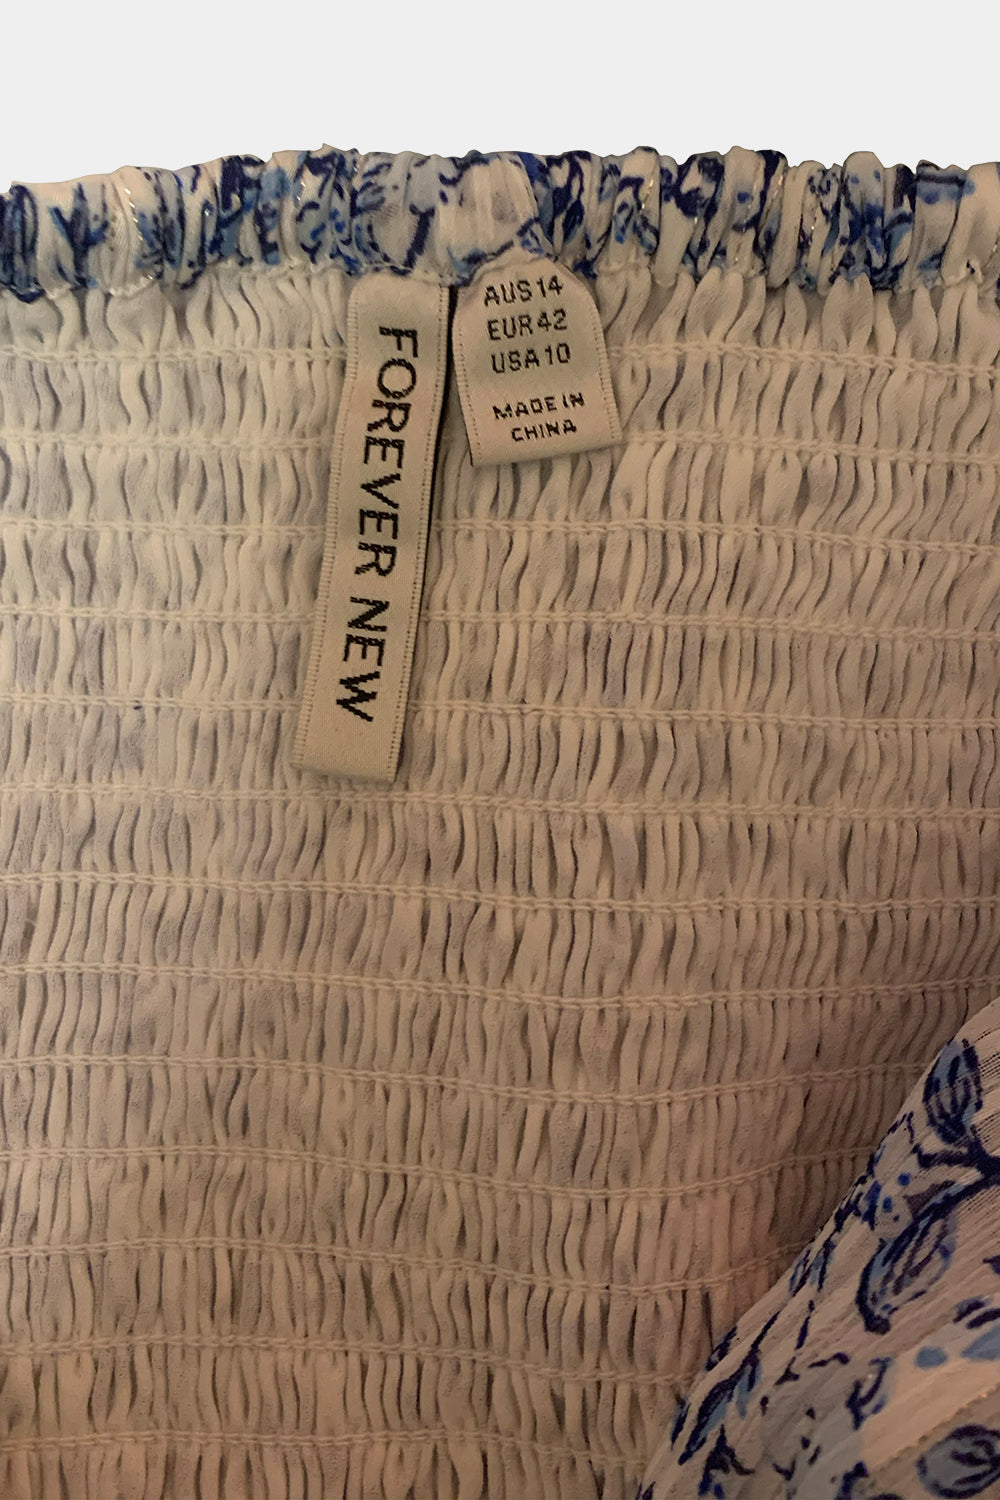 FOREVER NEW
AUS 14
EUR 42
USA 10
MADE IN
CHINA